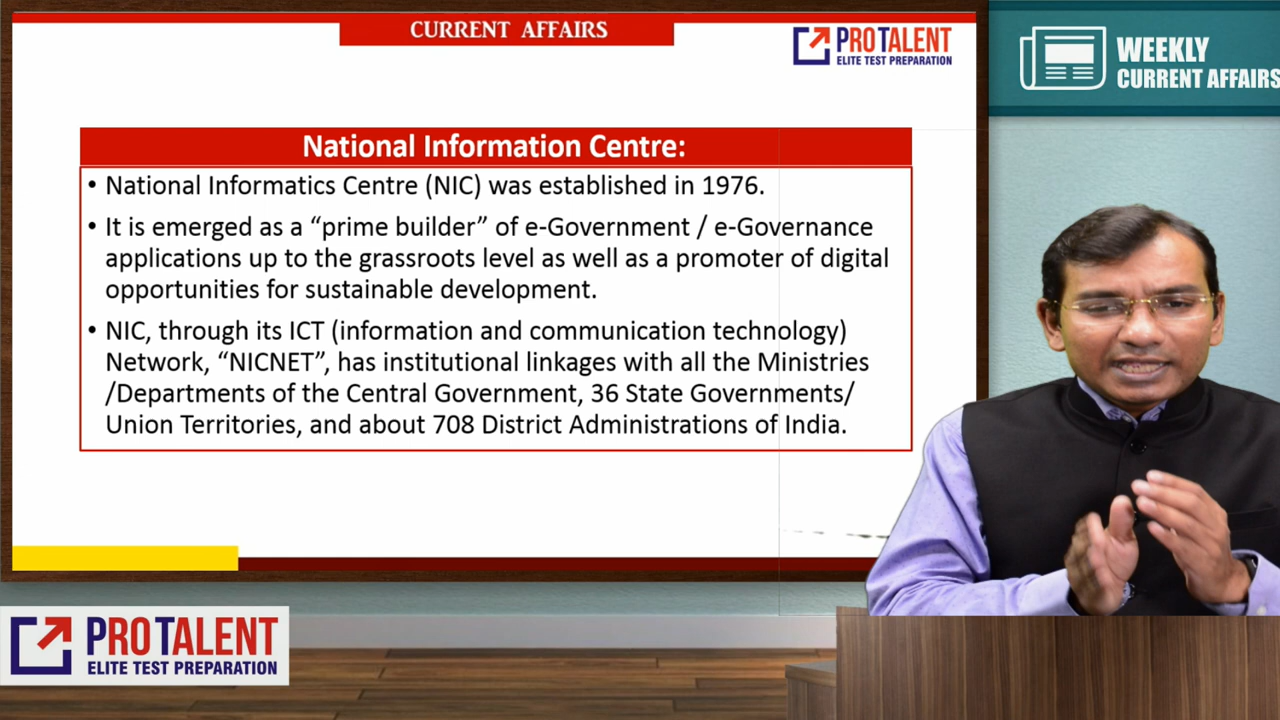 CURRENT AFFAIRS
PROTALENT
ELITE TEST PREPARATION
WEEKLY
CURRENT AFFAIRS
National Information Centre:
• National Informatics Centre (NIC) was established in 1976.
• It is emerged as a “prime builder” of e-Government / e-Governance
applications up to the grassroots level as well as a promoter of digital
opportunities for sustainable development.
• NIC, through its ICT (information and communication technology)
Network, “NICNET”, has institutional linkages with all the Ministries
/Departments of the Central Government, 36 State Governments/
Union Territories, and about 708 District Administrations of India.
PROTALENT
ELITE TEST PREPARATION